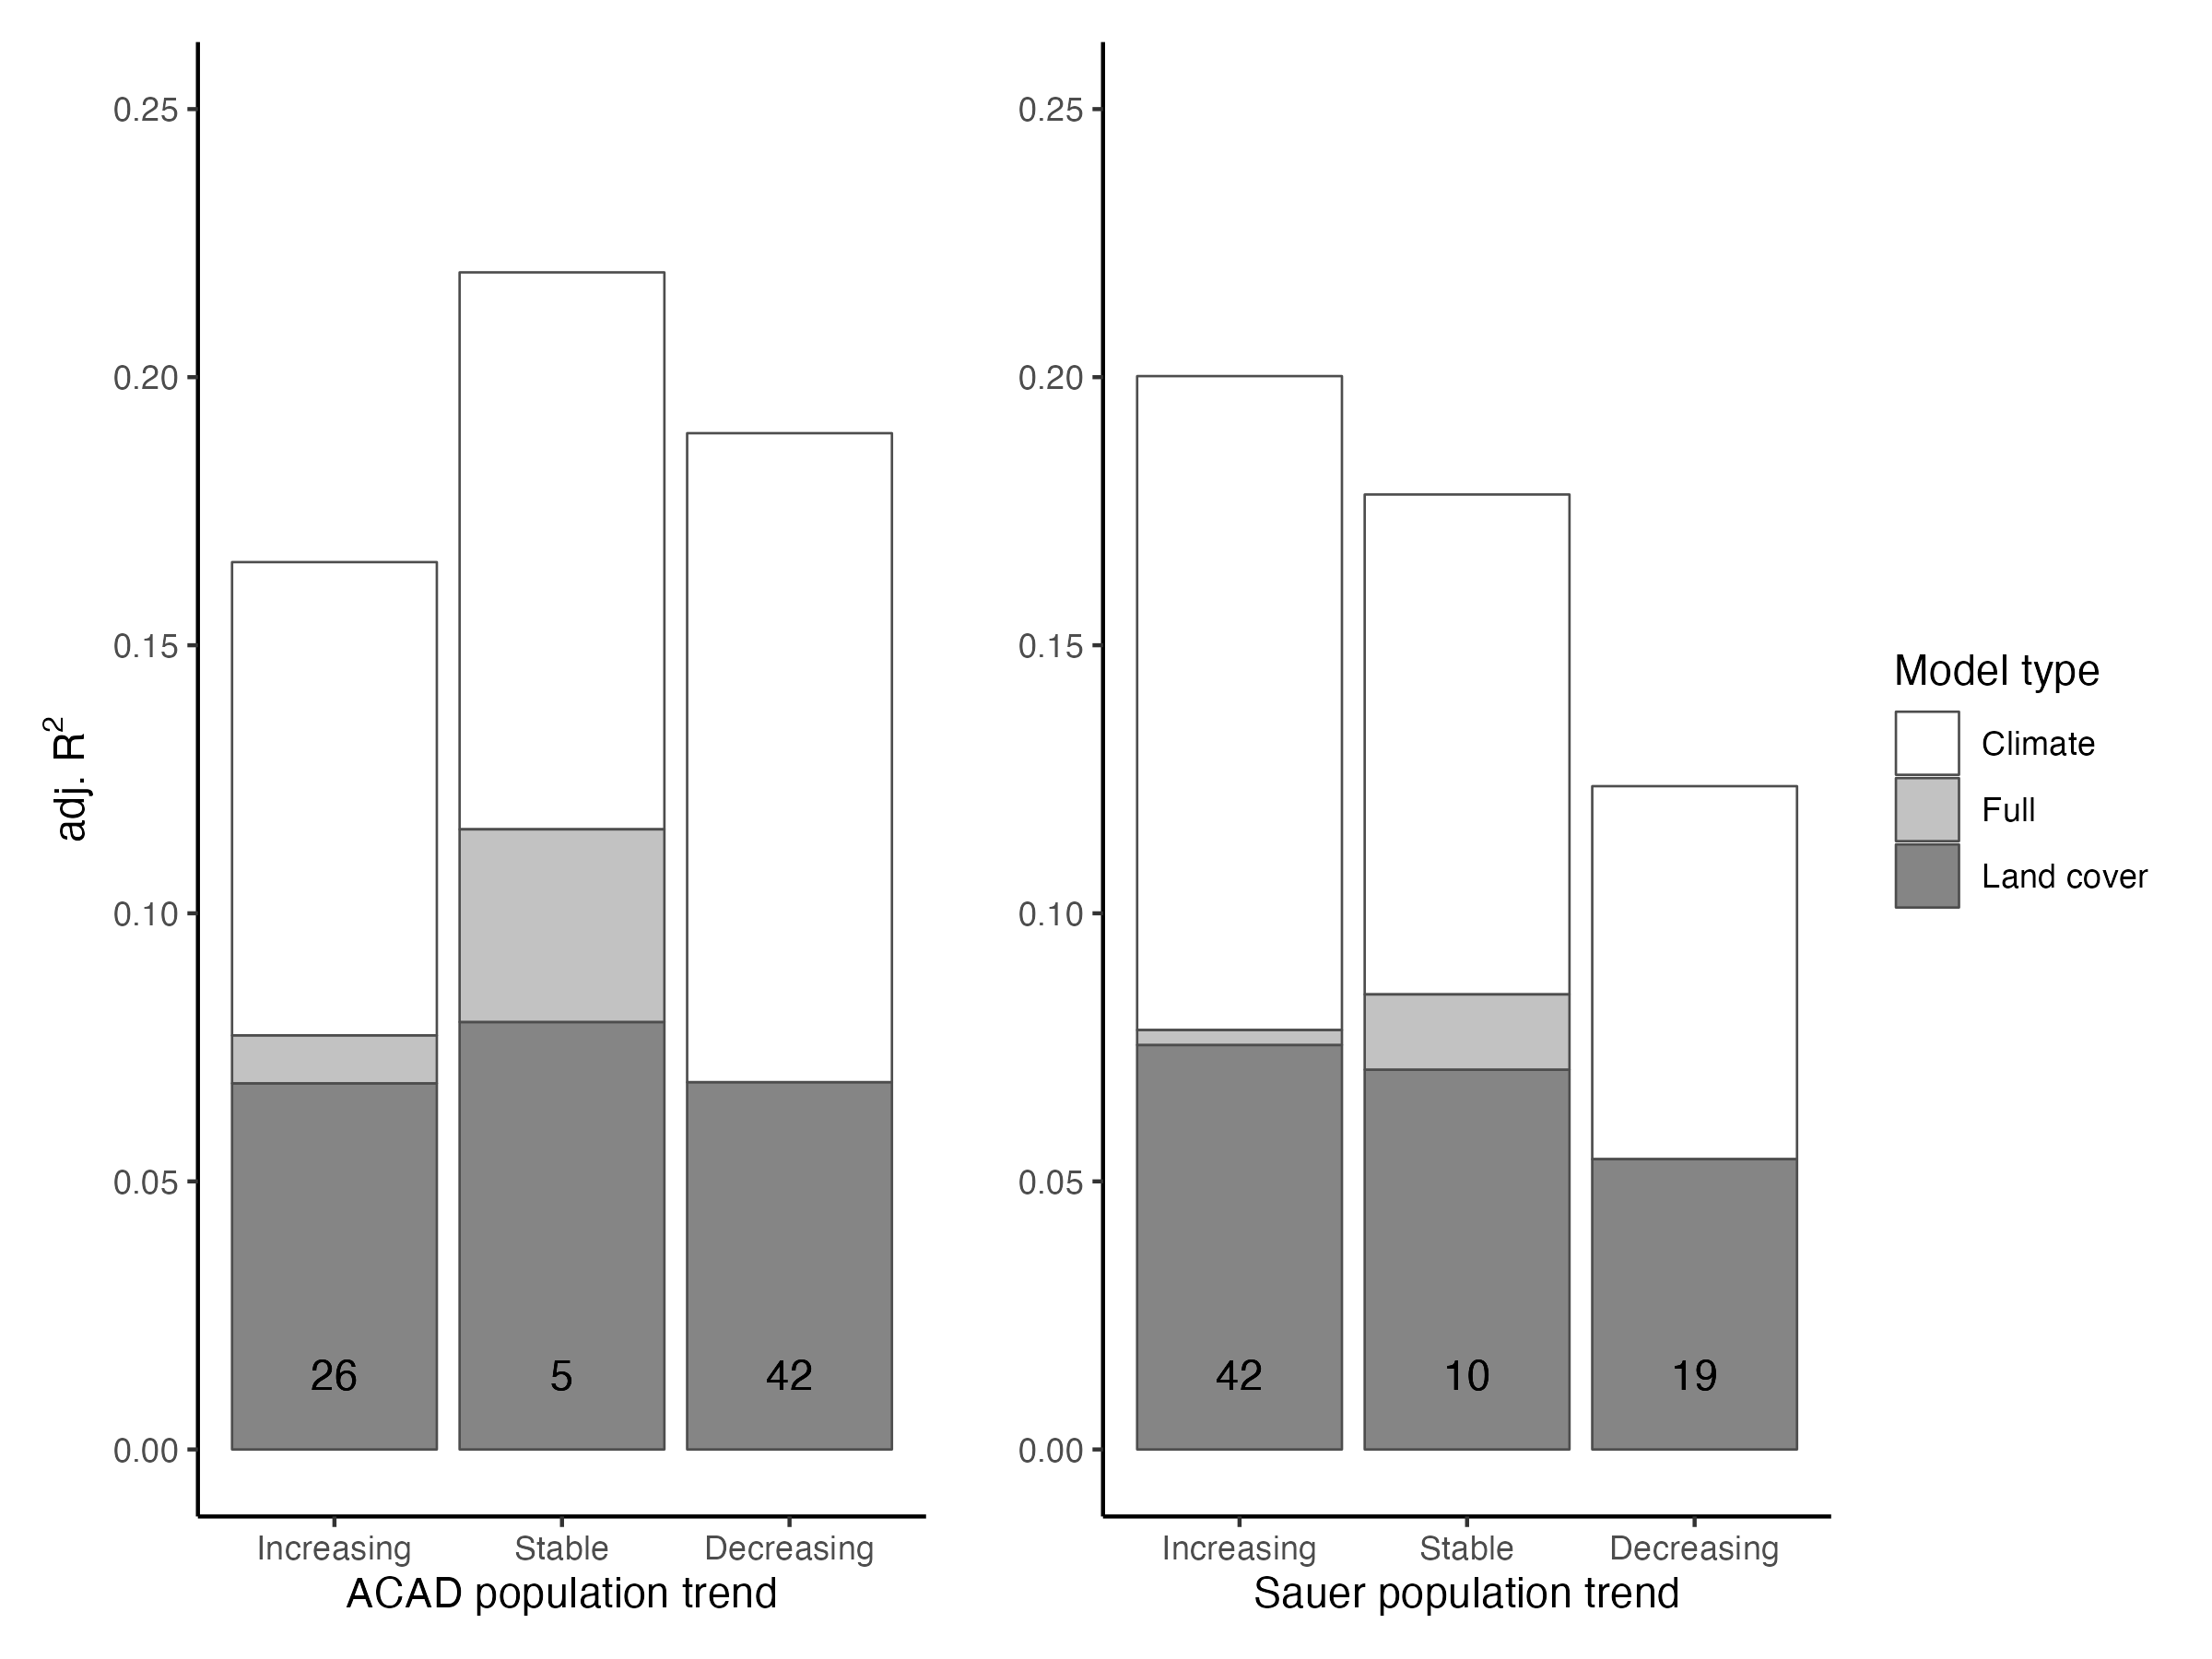 adj. R²
0.25
0.20
0.15
0.10
0.05
0.00
26 5 42
Increasing Stable Decreasing
ACAD population trend
0.25
0.20
0.15
0.10
0.05
0.00
42 10 19
Increasing Stable Decreasing
Sauer population trend
Model type
Climate
Full
Land cover